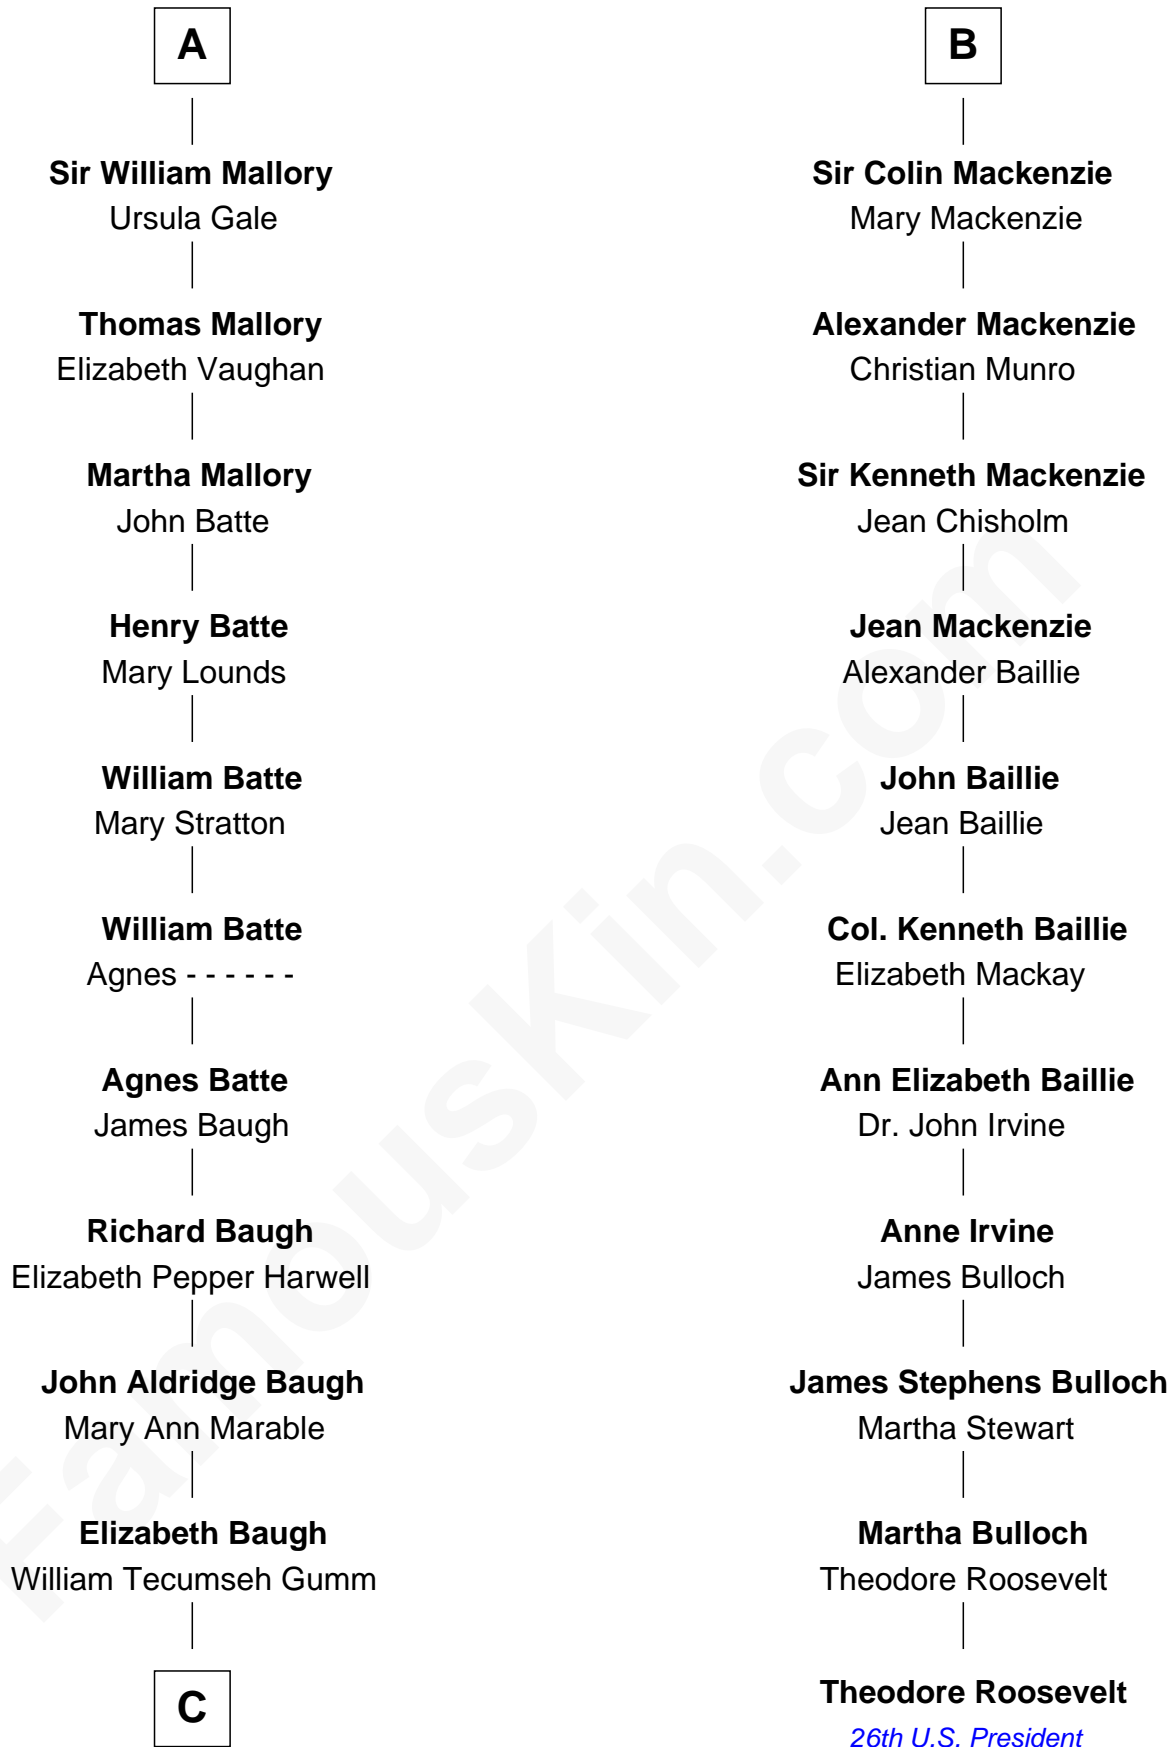 A
Sir William Mallory
Ursula Gale
Thomas Mallory
Elizabeth Vaughan
Martha Mallory
John Batte
Henry Batte
Mary Lounds
William Batte
Mary Stratton
William Batte
Agnes - - - - - -
Agnes Batte
James Baugh
Richard Baugh
Elizabeth Pepper Harwell
John Aldridge Baugh
Mary Ann Marable
Elizabeth Baugh
William Tecumseh Gumm
C
B
Sir Colin Mackenzie
Mary Mackenzie
Alexander Mackenzie
Christian Munro
Sir Kenneth Mackenzie
Jean Chisholm
Jean Mackenzie
Alexander Baillie
John Baillie
Jean Baillie
Col. Kenneth Baillie
Elizabeth Mackay
Ann Elizabeth Baillie
Dr. John Irvine
Anne Irvine
James Bulloch
James Stephens Bulloch
Martha Stewart
Martha Bulloch
Theodore Roosevelt
Theodore Roosevelt
26th U.S. President
FamousKin.com